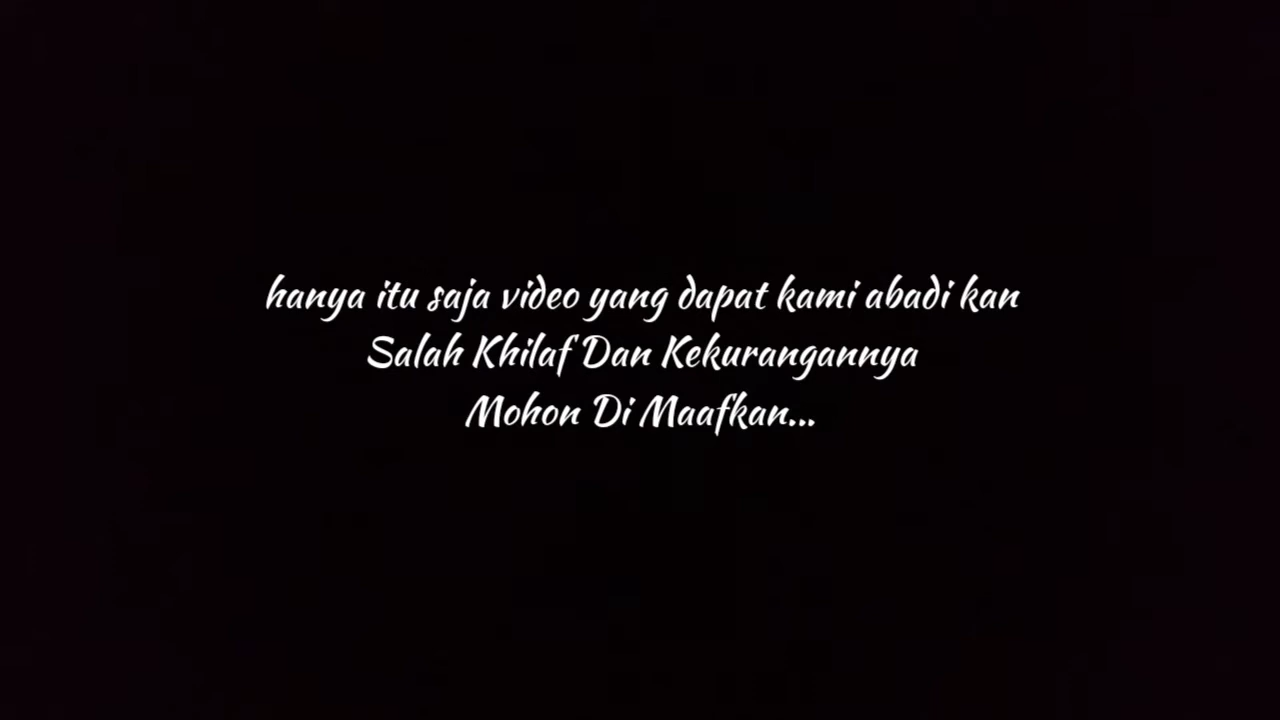 hanya itu saja video yang dapat kami abadi kan
Salah Khilaf Dan Kekurangannya
Mohon Di Maafkan...